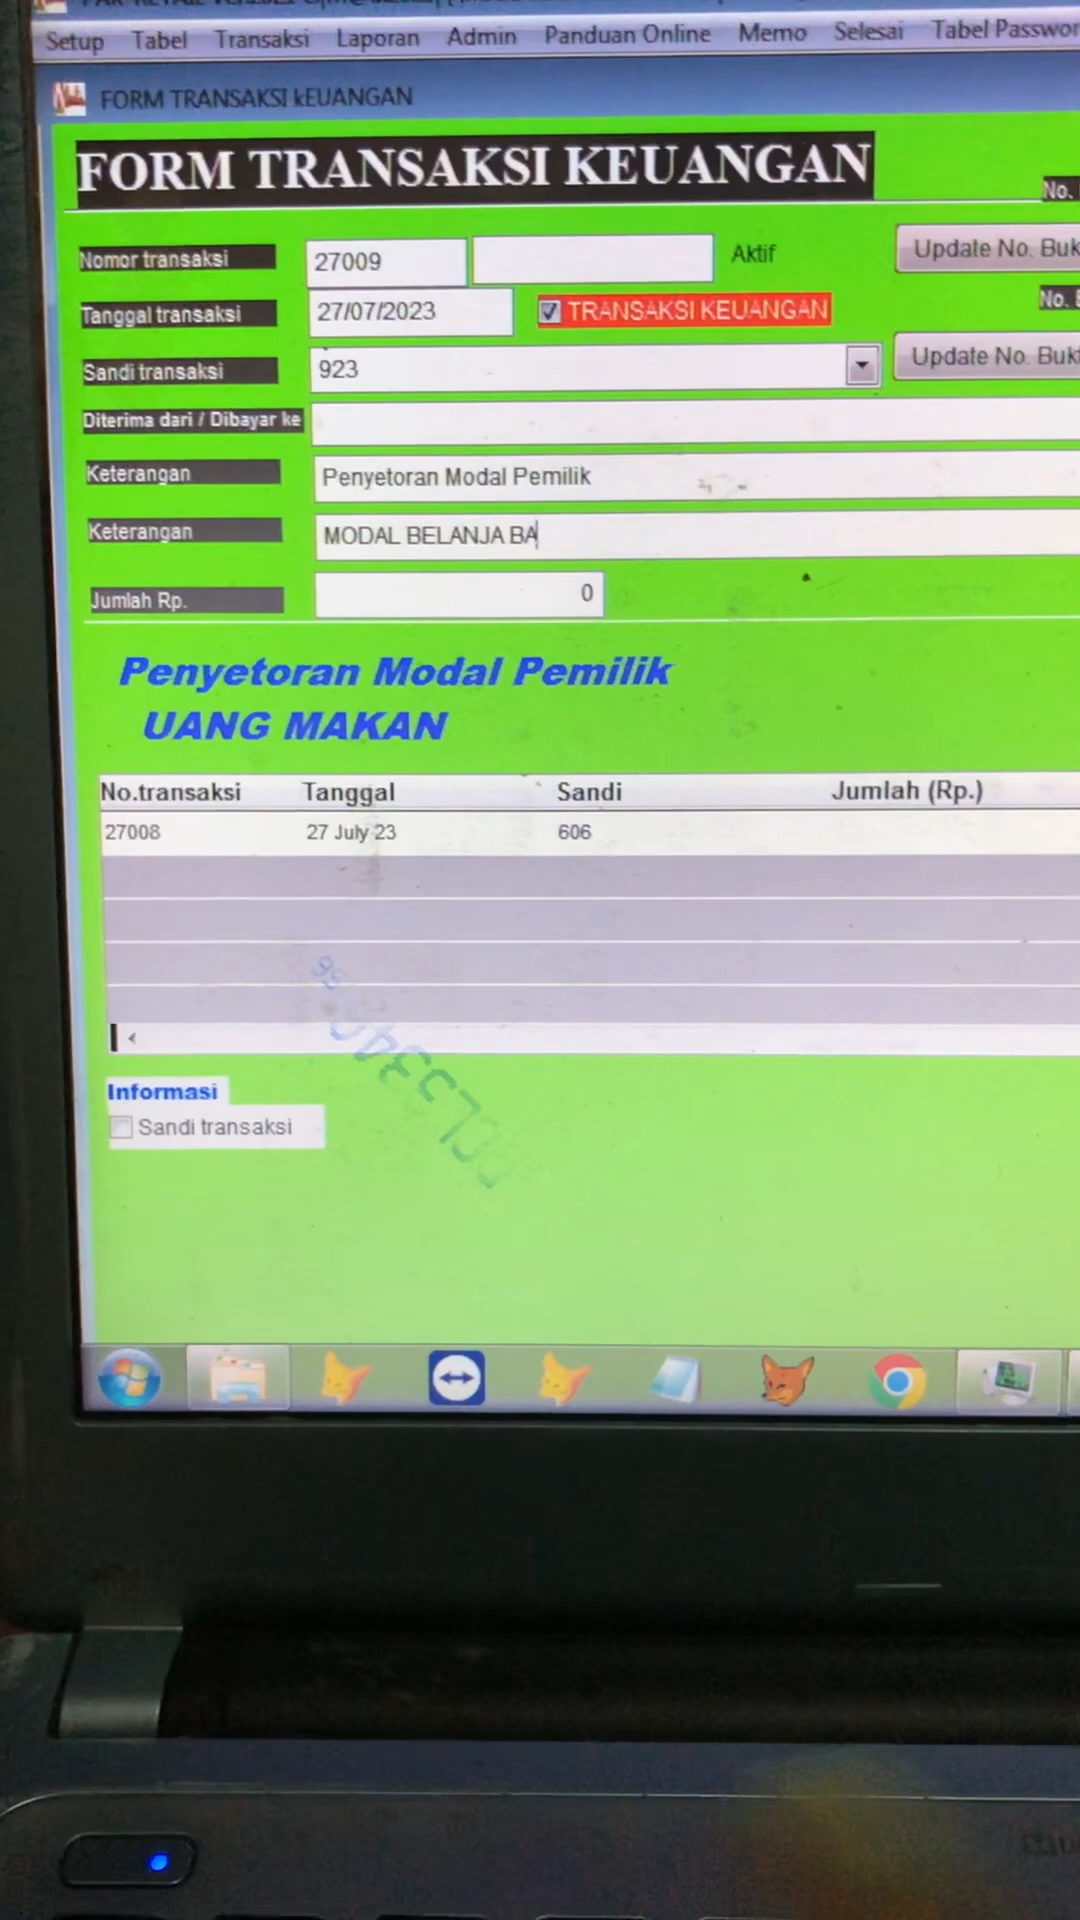 Setup Tabel Transaksi Laporan Admin Panduan Online Memo Selesai Tabel Passwor
FORM TRANSAKSI kEUANGAN
FORM TRANSAKSI KEUANGAN
No.
Nomor transaksi 27009 Aktif Update No. Buk
Tanggal transaksi 27/07/2023 TRANSAKSI KEUANGAN No. B
Sandi transaksi 923 Update No. Bukt
Diterima dari / Dibayar ke
Keterangan Penyetoran Modal Pemilik
Keterangan MODAL BELANJA BA
Jumlah Rp. 0
Penyetoran Modal Pemilik
UANG MAKAN
No.transaksi Tanggal Sandi Jumlah (Rp.)
27008 27 July 23 606
Informasi
Sandi transaksi